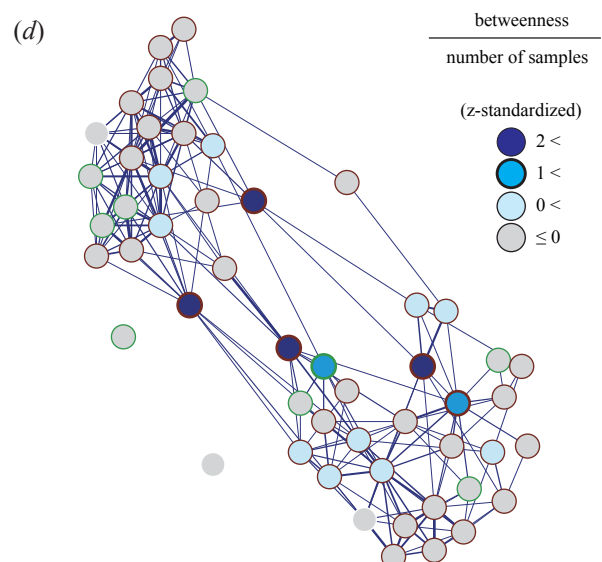 (d)
betweenness
number of samples
(z-standardized)
2 <
1 <
0 <
≤ 0